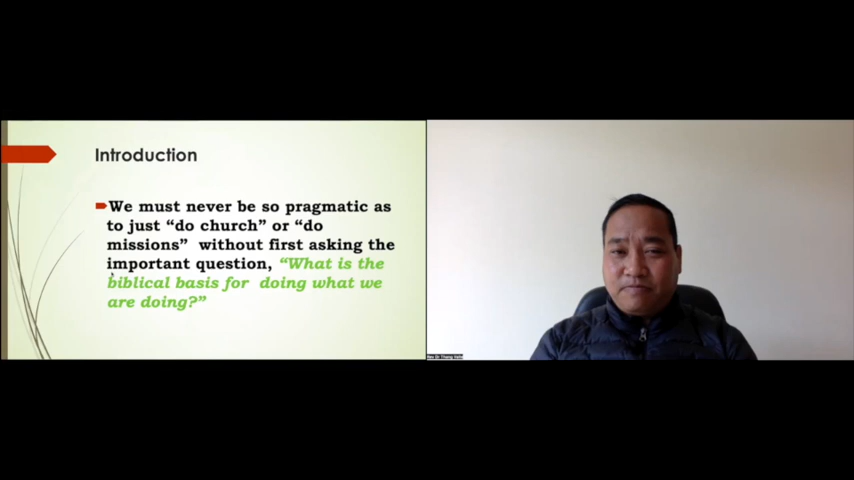 Introduction
We must never be so pragmatic as
to just “do church” or “do
missions” without first asking the
important question, “What is the
biblical basis for doing what we
are doing?”